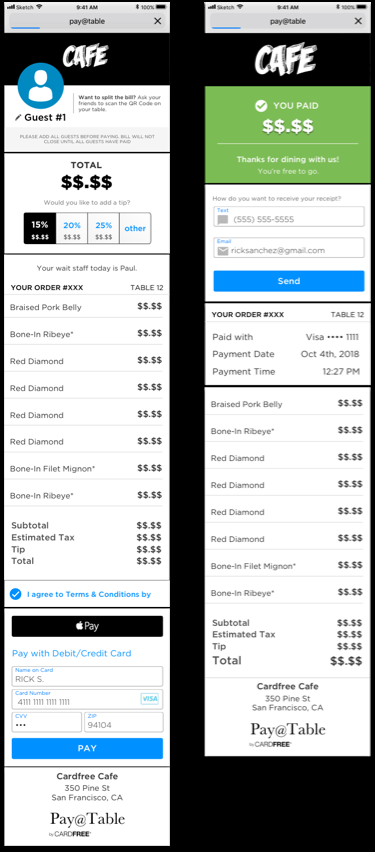 Sketch 9:41 AM 100%
pay@table
CAFE
Want to split the bill? Ask your
friends to scan the QR Code on
your table.
Guest #1
PLEASE ADD ALL GUESTS BEFORE PAYING. BILL WILL NOT
CLOSE UNTIL ALL GUESTS HAVE PAID
TOTAL
$$.$$
Would you like to add a tip?
15% 20% 25% other
$$.$$ $$.$$ $$.$$
Your wait staff today is Paul.
YOUR ORDER #XXX TABLE 12
Braised Pork Belly $$.$$
Bone-In Ribeye* $$.$$
Red Diamond $$.$$
Red Diamond $$.$$
Red Diamond $$.$$
Red Diamond $$.$$
Bone-In Filet Mignon* $$.$$
Bone-In Ribeye* $$.$$
Subtotal $$.$$
Estimated Tax $$.$$
Tip $$.$$
Total $$.$$
I agree to Terms & Conditions by
Pay
Pay with Debit/Credit Card
Name on Card
RICK S.
Card Number
4111 1111 1111 1111 VISA
CVV ZIP
••• 94104
PAY
Cardfree Cafe
350 Pine St
San Francisco, CA
Pay@Table
by CARDFREE
Sketch 9:41 AM 100%
pay@table
CAFE
YOU PAID
$$.$$
Thanks for dining with us!
You're free to go.
How do you want to receive your receipt?
Text
(555) 555-5555
Email
ricksanchez@gmail.com
Send
YOUR ORDER #XXX TABLE 12
Paid with Visa •••• 1111
Payment Date Oct 4th, 2018
Payment Time 12:27 PM
Braised Pork Belly $$.$$
Bone-In Ribeye* $$.$$
Red Diamond $$.$$
Red Diamond $$.$$
Red Diamond $$.$$
Red Diamond $$.$$
Bone-In Filet Mignon* $$.$$
Bone-In Ribeye* $$.$$
Subtotal $$.$$
Estimated Tax $$.$$
Tip $$.$$
Total $$.$$
Cardfree Cafe
350 Pine St
San Francisco, CA
Pay@Table
by CARDFREE